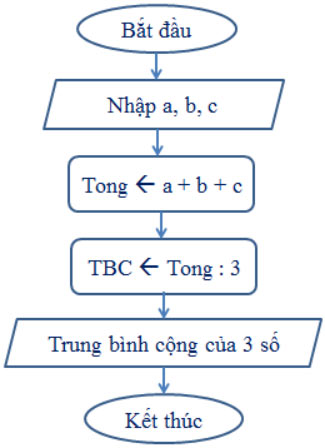 Bắt đầu
Nhập a, b, c
Tong ← a + b + c
TBC ← Tong : 3
Trung bình cộng của 3 số
Kết thúc